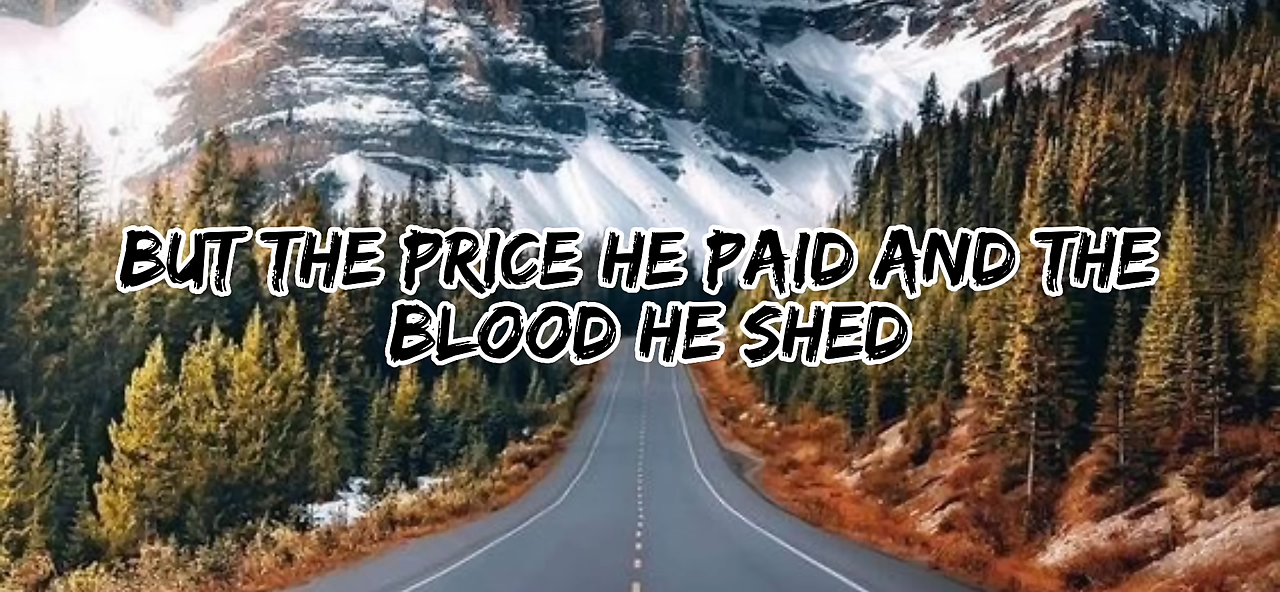 BUT THE PRICE HE PAID AND THE
BLOOD HE SHED